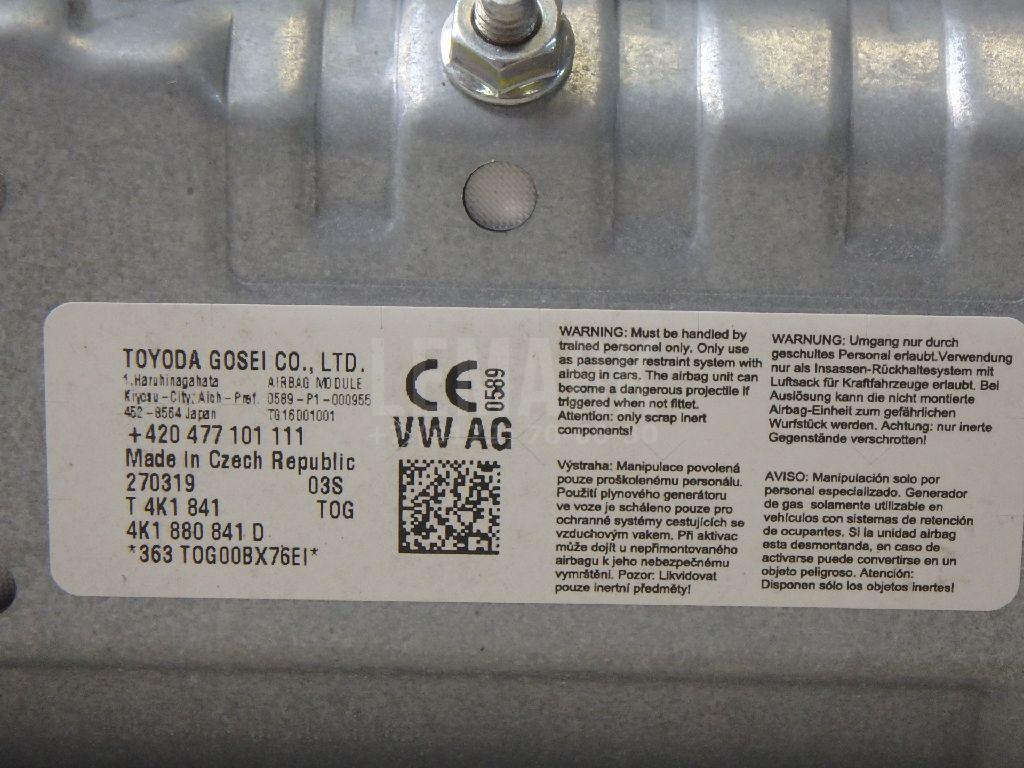 TOYODA GOSEI CO., LTD.
1, Haruhinagahata AIRBAG MODULE
Kiyosu-City, Aich-Pref. 0589-P1-000955
452-8564 Japan TG16001001
+420 477 101 111
Made In Czech Republic
270319 03S
T 4K1 841 TOG
4K1 880 841 D
*363 TOG00BX76EI*
CE 0589
VW AG
WARNING: Must be handled by
trained personnel only. Only use
as passenger restraint system with
airbag in cars. The airbag unit can
become a dangerous projectile if
triggered when not fittet.
Attention: only scrap inert
components!
Výstraha: Manipulace povolená
pouze proškolenému personálu.
Použití plynového generátoru
ve voze je scháleno pouze pro
ochranné systémy cestujících se
vzduchovým vakem. Při aktivac
může dojít u nepřimontovaného
airbagu k jeho nebezpečnému
vymrštění. Pozor: Likvidovat
pouze inertní předměty!
WARNUNG: Umgang nur durch
geschultes Personal erlaubt.Verwendung
nur als Insassen-Rückhaltesystem mit
Luftsack für Kraftfahrzeuge erlaubt. Bei
Auslösung kann die nicht montierte
Airbag-Einheit zum gefährlichen
Wurfstück werden. Achtung: nur inerte
Gegenstände verschrotten!
AVISO: Manipulación solo por
personal especializado. Generador
de gas solamente utilizable en
vehículos con sistemas de retención
de ocupantes. Si la unidad airbag
esta desmontanda, en caso de
activarse puede convertirse en un
objeto peligroso. Atención:
Disponen sólo los objetos inertes!